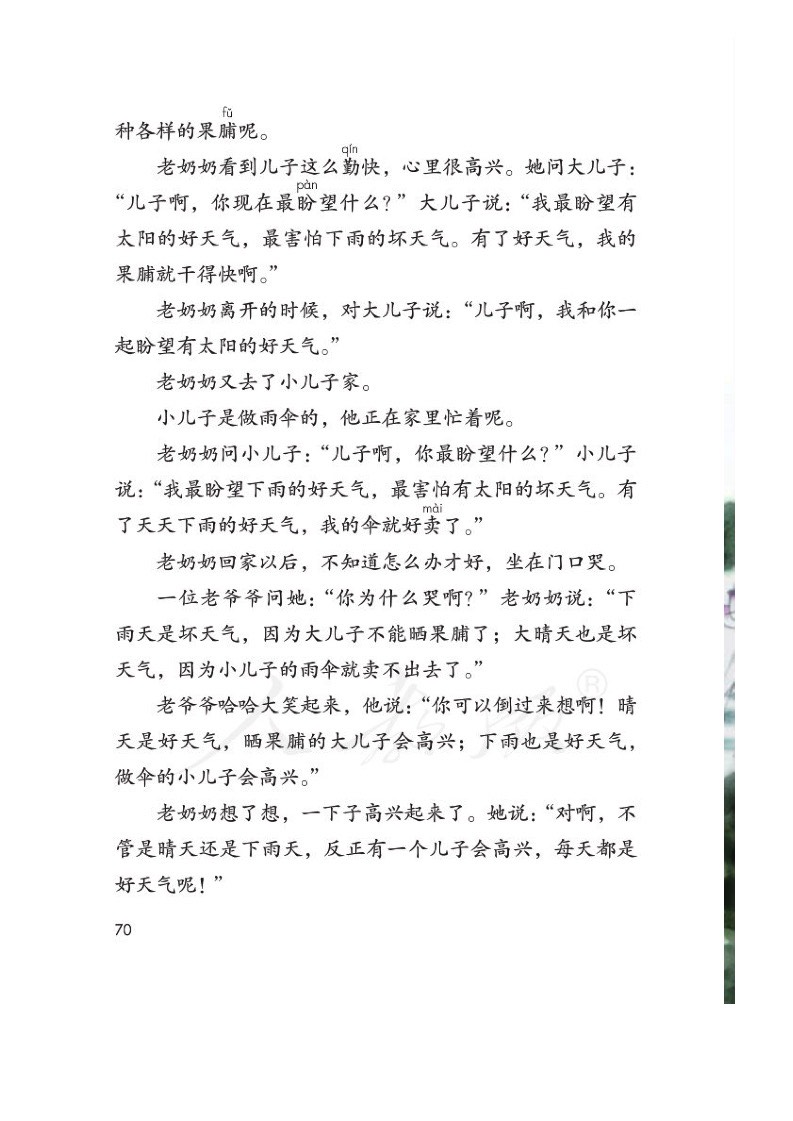 fǔ
种各样的果脯呢。
qín
老奶奶看到儿子这么勤快，心里很高兴。她问大儿子：
pàn
“儿子啊，你现在最盼望什么？”大儿子说：“我最盼望有
太阳的好天气，最害怕下雨的坏天气。有了好天气，我的
果脯就干得快啊。”
老奶奶离开的时候，对大儿子说：“儿子啊，我和你一
起盼望有太阳的好天气。”
老奶奶又去了小儿子家。
小儿子是做雨伞的，他正在家里忙着呢。
老奶奶问小儿子：“儿子啊，你最盼望什么？”小儿子
说：“我最盼望下雨的好天气，最害怕有太阳的坏天气。有
mài
了天天下雨的好天气，我的伞就好卖了。”
老奶奶回家以后，不知道怎么办才好，坐在门口哭。
一位老爷爷问她：“你为什么哭啊？”老奶奶说：“下
雨天是坏天气，因为大儿子不能晒果脯了；大晴天也是坏
天气，因为小儿子的雨伞就卖不出去了。”
老爷爷哈哈大笑起来，他说：“你可以倒过来想啊！晴
天是好天气，晒果脯的大儿子会高兴；下雨也是好天气，
做伞的小儿子会高兴。”
老奶奶想了想，一下子高兴起来了。她说：“对啊，不
管是晴天还是下雨天，反正有一个儿子会高兴，每天都是
好天气呢！”
70
人教版®